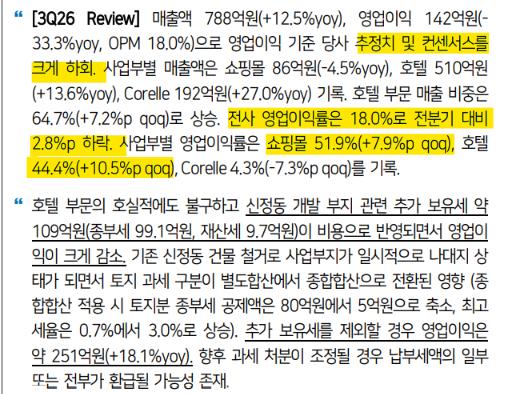 “ [3Q26 Review] 매출액 788억원(+12.5%yoy), 영업이익 142억원(-
33.3%yoy, OPM 18.0%)으로 영업이익 기준 당사 추정치 및 컨센서스를
크게 하회. 사업부별 매출액은 쇼핑몰 86억원(-4.5%yoy), 호텔 510억원
(+13.6%yoy), Corelle 192억원(+27.0%yoy) 기록. 호텔 부문 매출 비중은
64.7%(+7.2%p qoq)로 상승. 전사 영업이익률은 18.0%로 전분기 대비
2.8%p 하락. 사업부별 영업이익률은 쇼핑몰 51.9%(+7.9%p qoq), 호텔
44.4%(+10.5%p qoq), Corelle 4.3%(-7.3%p qoq)를 기록.
“ 호텔 부문의 호실적에도 불구하고 신정동 개발 부지 관련 추가 보유세 약
109억원(종부세 99.1억원, 재산세 9.7억원)이 비용으로 반영되면서 영업이
익이 크게 감소. 기존 신정동 건물 철거로 사업부지가 일시적으로 나대지 상
태가 되면서 토지 과세 구분이 별도합산에서 종합합산으로 전환된 영향 (종
합합산 적용 시 토지분 종부세 공제액은 80억원에서 5억원으로 축소, 최고
세율은 0.7%에서 3.0%로 상승). 추가 보유세를 제외할 경우 영업이익은
약 251억원(+18.1%yoy). 향후 과세 처분이 조정될 경우 납부세액의 일부
또는 전부가 환급될 가능성 존재.